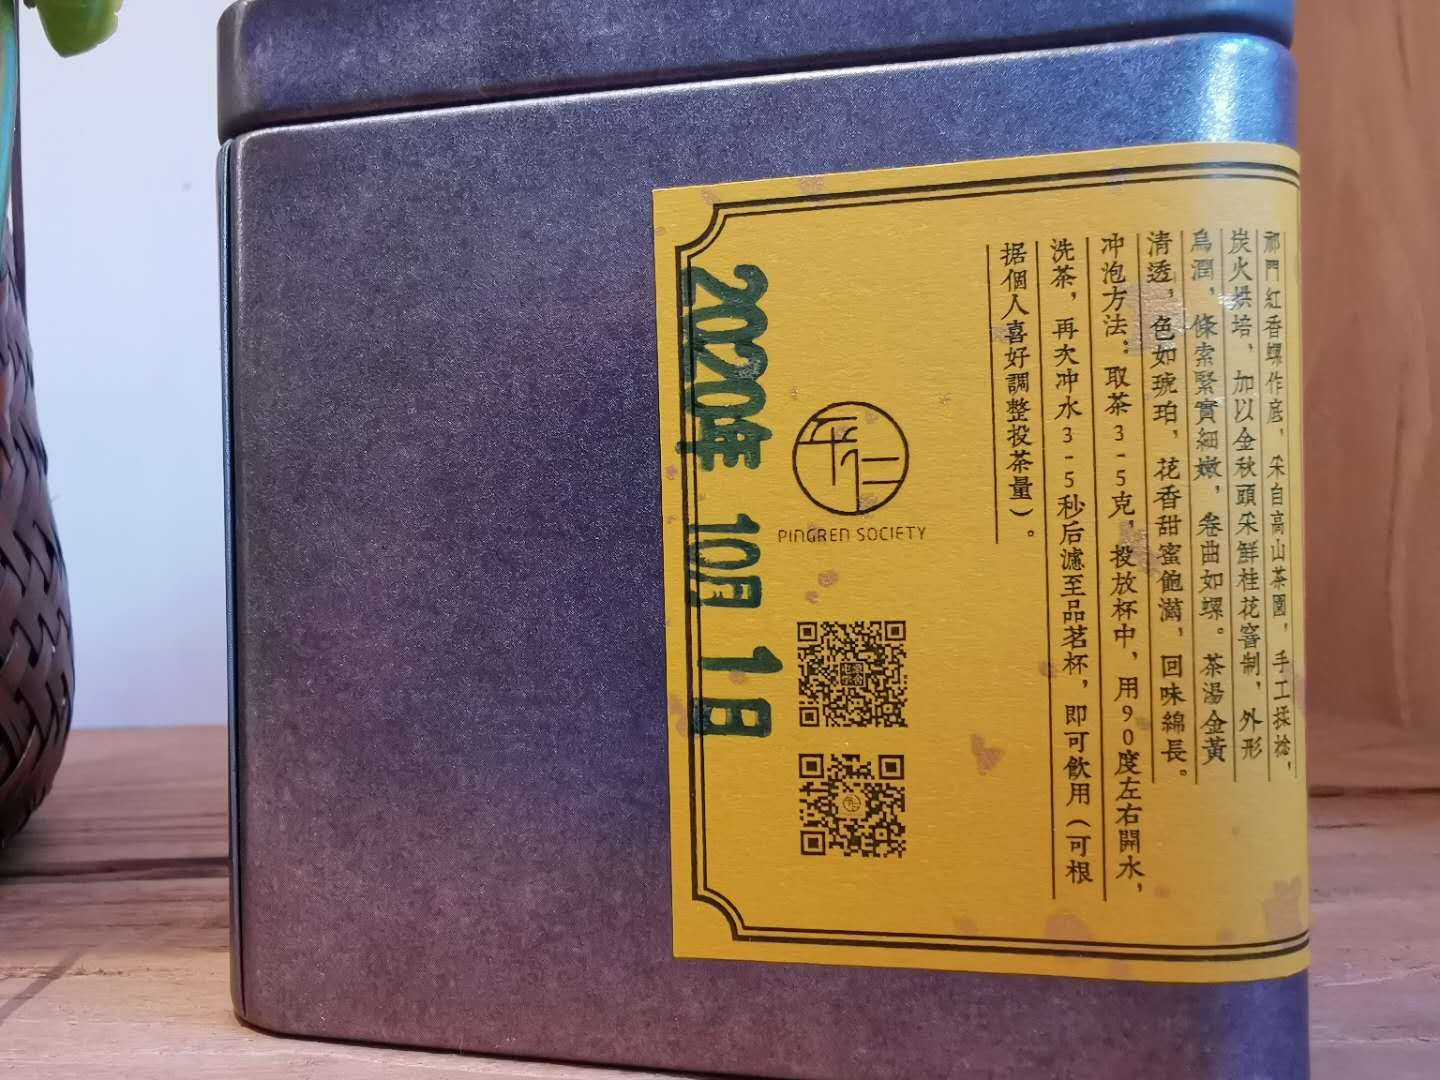 祁門紅香螺作底，采自高山茶園，手工揉捻，
炭火烘培，加以金秋頭采鮮桂花窨制，外形
烏潤，條索緊實細嫩，卷曲如螺。茶湯金黃
清透，色如琥珀，花香甜蜜飽滿，回味綿長。
冲泡方法：取茶3-5克，投放杯中，用90度左右開水，
洗茶，再次冲水3-5秒后濾至品茗杯，即可飲用（可根
据個人喜好調整投茶量）。
平仁
PINGREN SOCIETY
2020年 10月 1日